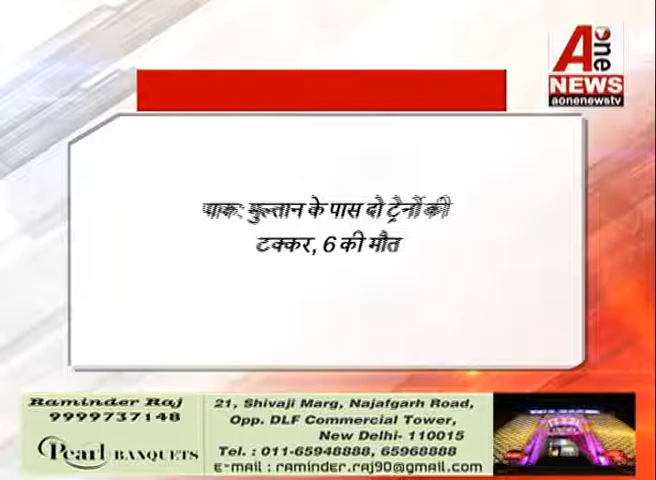 Aone
NEWS
aonenewstv
पाक: मुल्तान के पास दो ट्रेनों की
टक्कर, 6 की मौत
Raminder Raj
9999737148
Pearl BANQUETS
21, Shivaji Marg, Najafgarh Road,
Opp. DLF Commercial Tower,
New Delhi- 110015
Tel. : 011-65948888, 65968888
E-mail : raminder.raj90@gmail.com